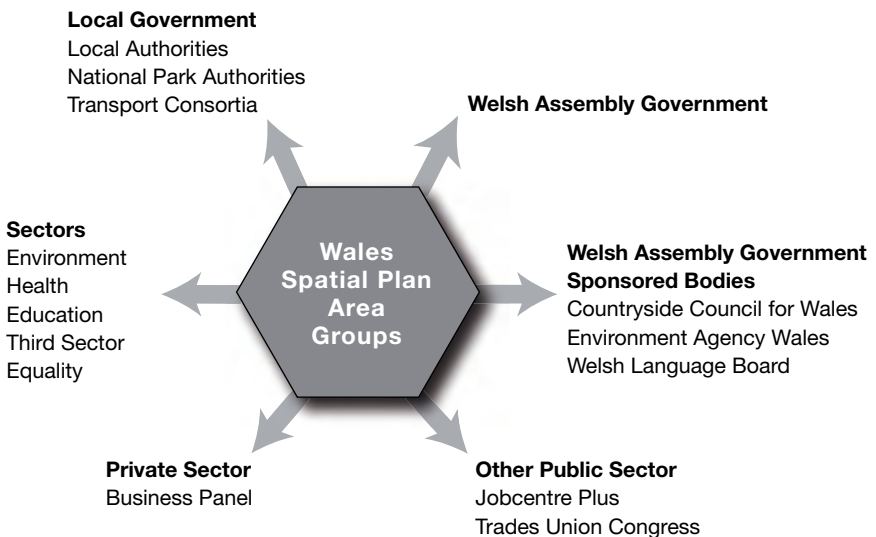 Local Government
Local Authorities
National Park Authorities
Transport Consortia
Welsh Assembly Government
Sectors
Environment
Health
Education
Third Sector
Equality
Wales
Spatial Plan
Area
Groups
Welsh Assembly Government
Sponsored Bodies
Countryside Council for Wales
Environment Agency Wales
Welsh Language Board
Private Sector
Business Panel
Other Public Sector
Jobcentre Plus
Trades Union Congress